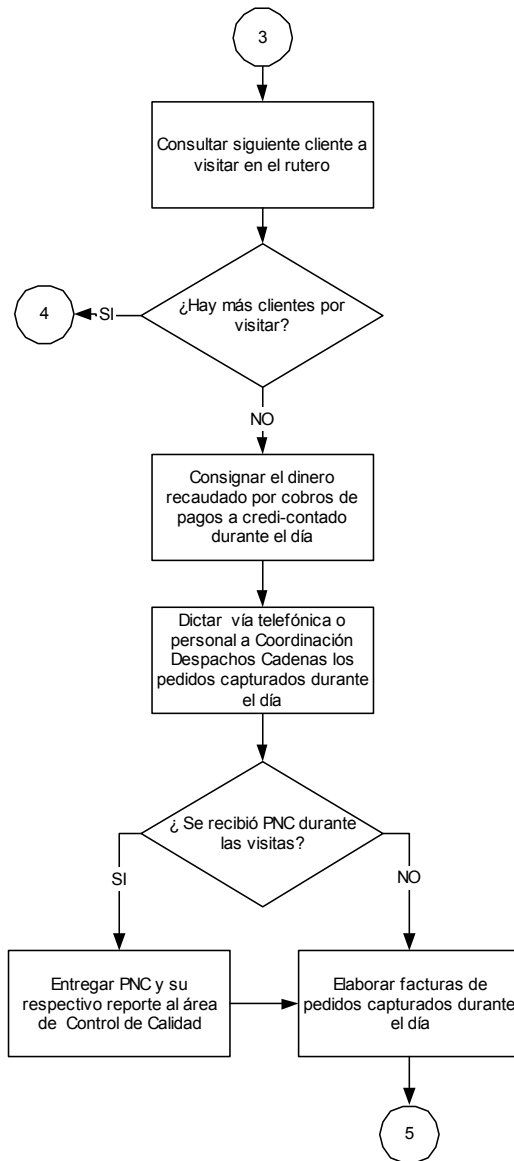 3
Consultar siguiente cliente a
visitar en el rutero
¿Hay más clientes por
visitar?
SI
4
NO
Consignar el dinero
recaudado por cobros de
pagos a credi-contado
durante el día
Dictar vía telefónica o
personal a Coordinación
Despachos Cadenas los
pedidos capturados durante
el día
¿ Se recibió PNC durante
las visitas?
SI
NO
Entregar PNC y su
respectivo reporte al área
de Control de Calidad
Elaborar facturas de
pedidos capturados durante
el día
5